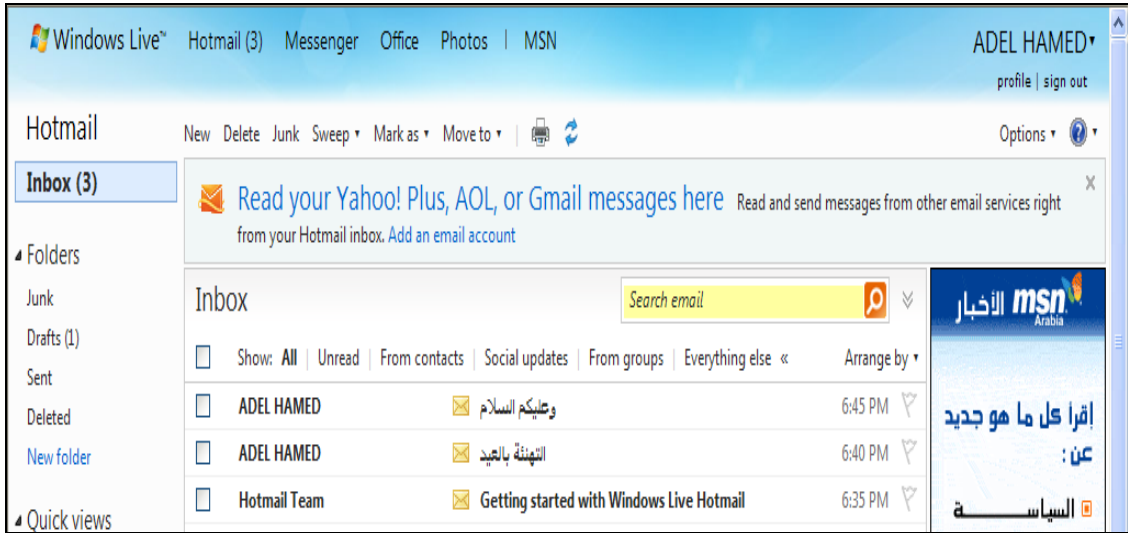 Windows Live™ Hotmail (3) Messenger Office Photos | MSN ADEL HAMED
profile | sign out
Hotmail New Delete Junk Sweep Mark as Move to | Options
Inbox (3)
Read your Yahoo! Plus, AOL, or Gmail messages here Read and send messages from other email services right
from your Hotmail inbox. Add an email account
Folders
Junk
Drafts (1)
Sent
Deleted
New folder
Quick views
Inbox Search email
Show: All | Unread | From contacts | Social updates | From groups | Everything else « Arrange by
ADEL HAMED وعليكم السلام 6:45 PM
ADEL HAMED التهنئة بالعيد 6:40 PM
Hotmail Team Getting started with Windows Live Hotmail 6:35 PM
msn الأخبار
Arabia
إقرأ كل ما هو جديد
عن :
السياســـــــة